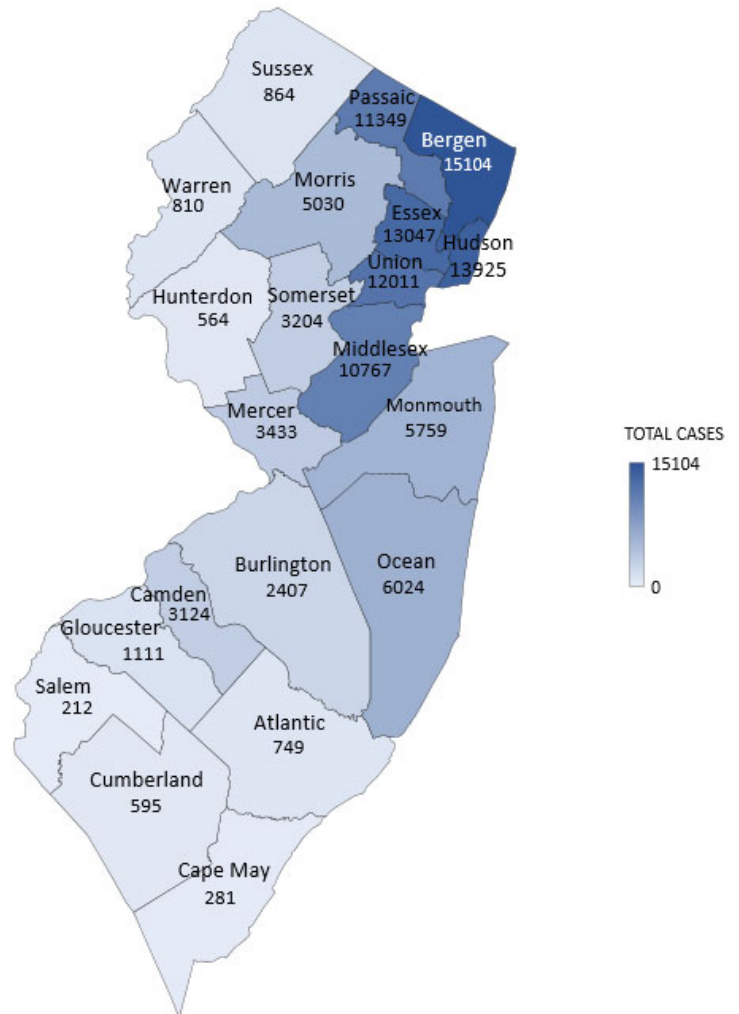 Sussex
864
Passaic
11349
Bergen
15104
Warren
810
Morris
5030
Essex
13047
Hudson
13925
Union
12011
Hunterdon
564
Somerset
3204
Middlesex
10767
Mercer
3433
Monmouth
5759
TOTAL CASES
15104
0
Burlington
2407
Ocean
6024
Camden
3124
Gloucester
1111
Salem
212
Atlantic
749
Cumberland
595
Cape May
281